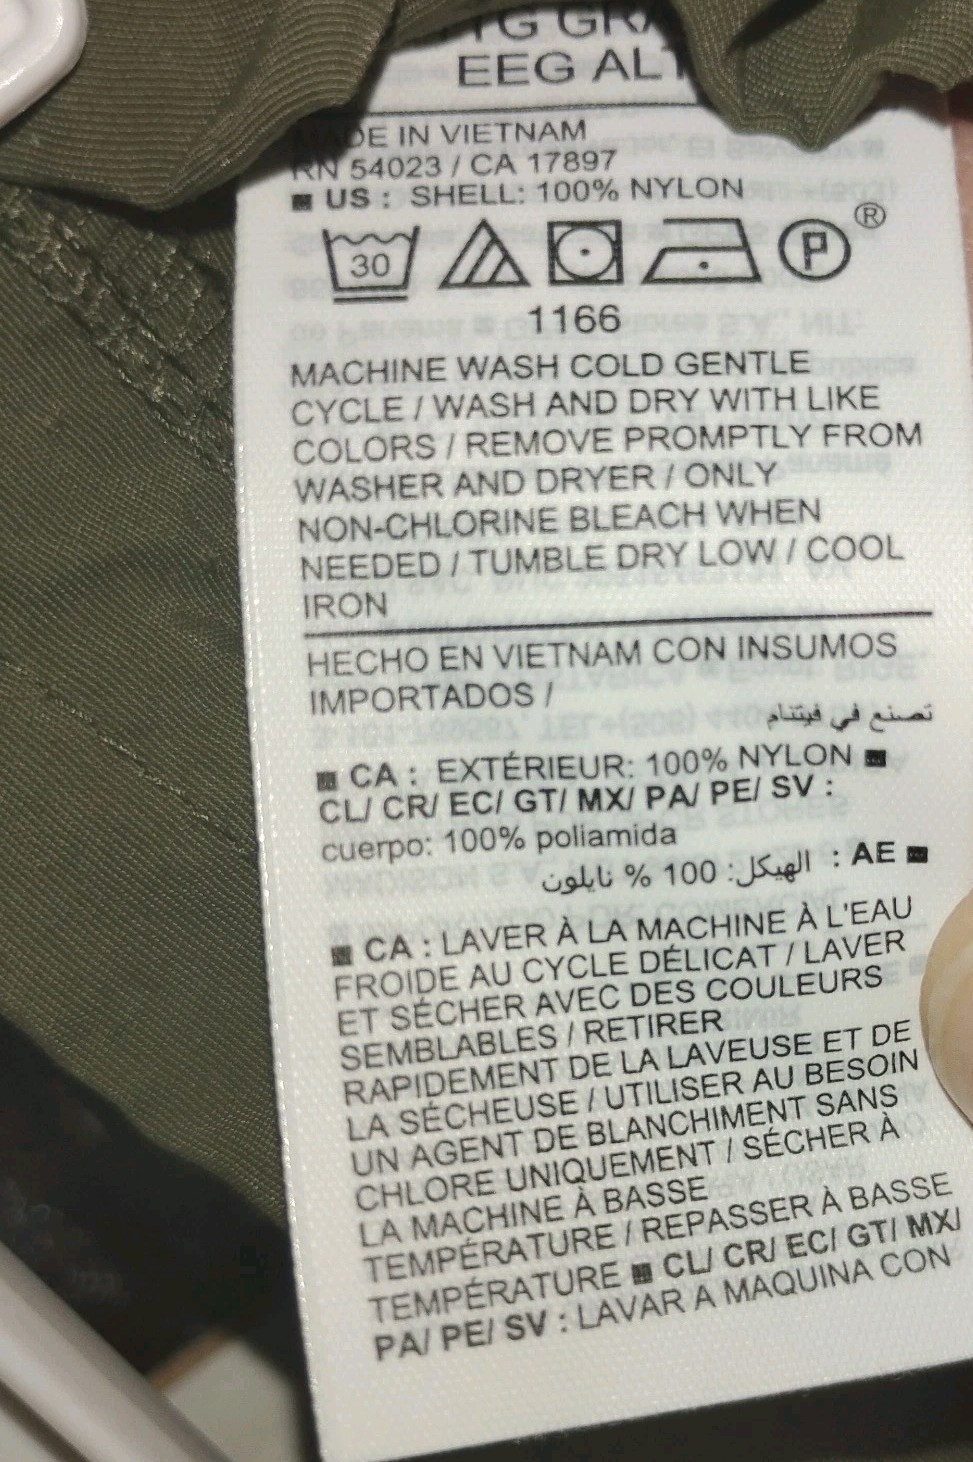 EEG ALT
MADE IN VIETNAM
RN 54023 / CA 17897
US : SHELL: 100% NYLON
30 P ®
1166
MACHINE WASH COLD GENTLE
CYCLE / WASH AND DRY WITH LIKE
COLORS / REMOVE PROMPTLY FROM
WASHER AND DRYER / ONLY
NON-CHLORINE BLEACH WHEN
NEEDED / TUMBLE DRY LOW / COOL
IRON
HECHO EN VIETNAM CON INSUMOS
IMPORTADOS /
تصنع في فيتنام
■ CA : EXTÉRIEUR: 100% NYLON ■
CL/ CR/ EC/ GT/ MX/ PA/ PE/ SV :
cuerpo: 100% poliamida
■ AE : الهيكل: 100 % نايلون
■ CA : LAVER À LA MACHINE À L'EAU
FROIDE AU CYCLE DÉLICAT / LAVER
ET SÉCHER AVEC DES COULEURS
SEMBLABLES / RETIRER
RAPIDEMENT DE LA LAVEUSE ET DE
LA SÉCHEUSE / UTILISER AU BESOIN
UN AGENT DE BLANCHIMENT SANS
CHLORE UNIQUEMENT / SÉCHER À
LA MACHINE À BASSE
TEMPÉRATURE / REPASSER À BASSE
TEMPÉRATURE ■ CL/ CR/ EC/ GT/ MX/
PA/ PE/ SV : LAVAR A MAQUINA CON